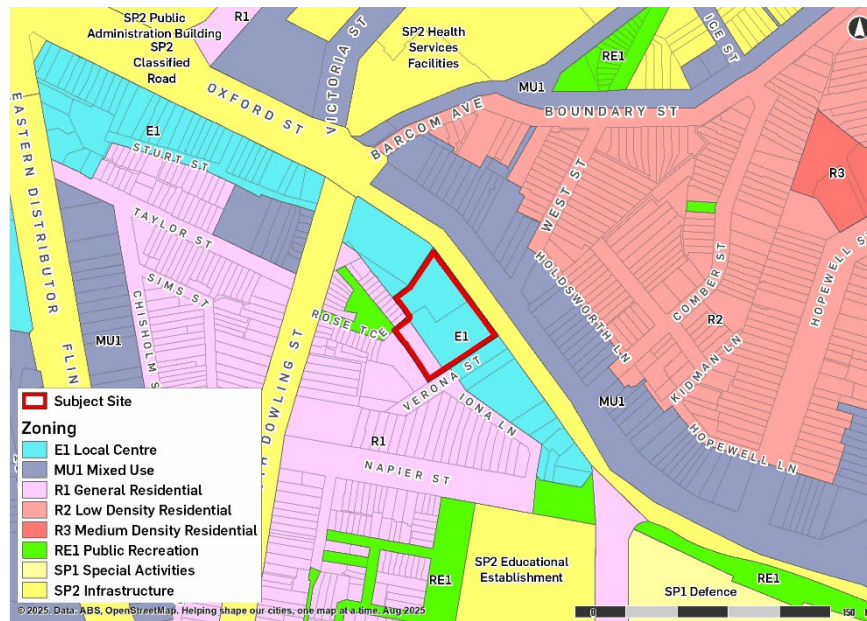 SP2 Public
Administration Building
SP2
Classified
Road
R1
VICTORIA ST
SP2 Health
Services
Facilities
RE1
ICE ST
MU1
OXFORD ST
BARCOM AVE
BOUNDARY ST
EASTERN DISTRIBUTOR
E1
STURT ST
WEST ST
R3
TAYLOR ST
SIMS ST
CHISHOLM S
COMBER ST
HOPEWELL ST
HOLDSWORTH LN
R2
ROSE TCE
E1
MU1
KIDMAN LN
FLIN
VERONA ST
IONA LN
MU1
HOPEWELL LN
TH DOWLING ST
R1
NAPIER ST
Subject Site
Zoning
E1 Local Centre
MU1 Mixed Use
R1 General Residential
R2 Low Density Residential
R3 Medium Density Residential
RE1 Public Recreation
SP1 Special Activities
SP2 Infrastructure
RE1
SP2 Educational
Establishment
SP1 Defence
RE1
© 2025. Data: ABS, OpenStreetMap. Helping shape our cities, one map at a time. Aug 2025
0
150